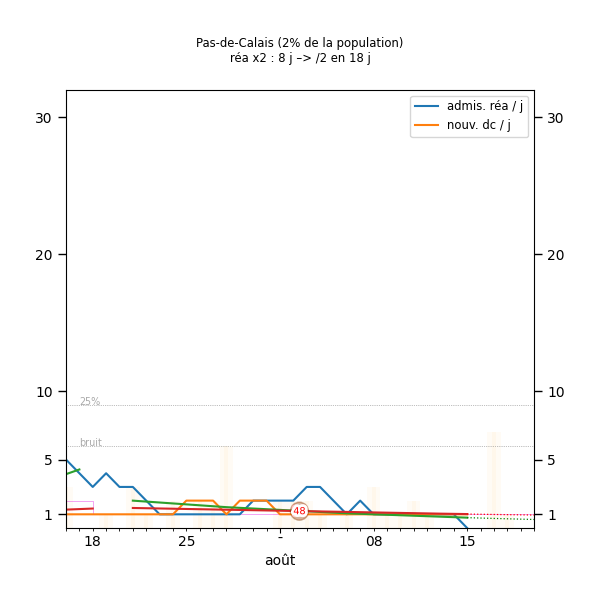 Pas-de-Calais (2% de la population)
réa x2 : 8 j –> /2 en 18 j
admis. réa / j
nouv. dc / j
30
30
20
20
10
10
25%
bruit
5
5
48
1
1
18
25
-
08
15
août